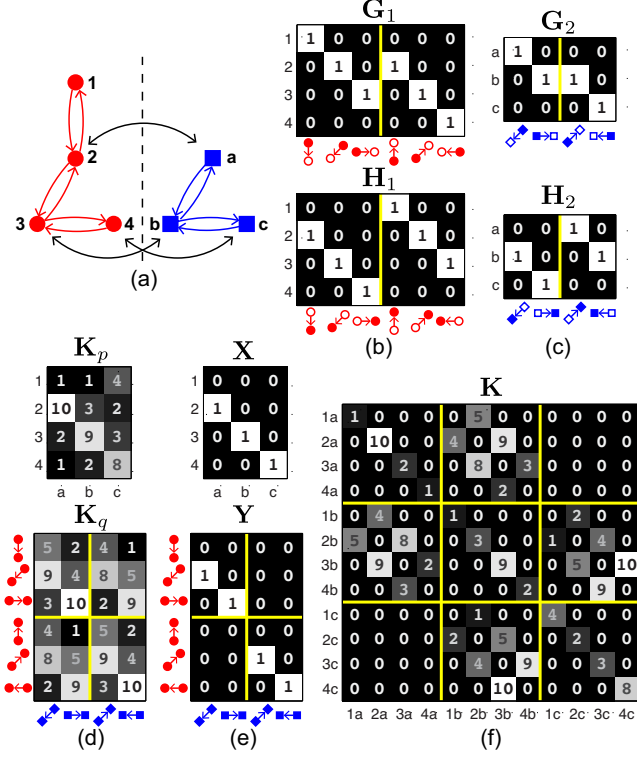 1
2
a
3
4
b
c
(a)
G1
1 1 0 0 0 0 0
2 0 1 0 1 0 0
3 0 0 1 0 1 0
4 0 0 0 0 0 1
H1
1 0 0 0 1 0 0
2 1 0 0 0 1 0
3 0 1 0 0 0 1
4 0 0 1 0 0 0
(b)
G2
a 1 0 0 0
b 0 1 1 0
c 0 0 0 1
H2
a 0 0 1 0
b 1 0 0 1
c 0 1 0 0
(c)
Kp
1 1 1 4
2 10 3 2
3 2 9 3
4 1 2 8
a b c
Kq
5 2 4 1
9 4 8 5
3 10 2 9
4 1 5 2
8 5 9 4
2 9 3 10
(d)
X
1 0 0 0
2 1 0 0
3 0 1 0
4 0 0 1
a b c
Y
0 0 0 0
1 0 0 0
0 1 0 0
0 0 0 0
0 0 1 0
0 0 0 1
(e)
K
1a 1 0 0 0 0 5 0 0 0 0 0 0
2a 0 10 0 0 4 0 9 0 0 0 0 0
3a 0 0 2 0 0 8 0 3 0 0 0 0
4a 0 0 0 1 0 0 2 0 0 0 0 0
1b 0 4 0 0 1 0 0 0 0 2 0 0
2b 5 0 8 0 0 3 0 0 1 0 4 0
3b 0 9 0 2 0 0 9 0 0 5 0 10
4b 0 0 3 0 0 0 0 2 0 0 9 0
1c 0 0 0 0 0 1 0 0 4 0 0 0
2c 0 0 0 0 2 0 5 0 0 2 0 0
3c 0 0 0 0 0 4 0 9 0 0 3 0
4c 0 0 0 0 0 0 10 0 0 0 0 8
1a 2a 3a 4a 1b 2b 3b 4b 1c 2c 3c 4c
(f)